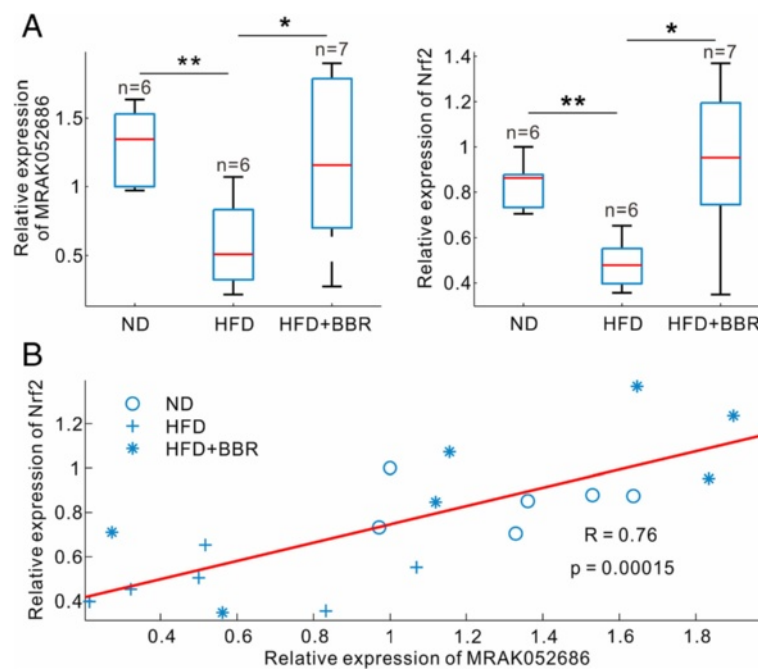 A
Relative expression
of MRAK052686
1.5
1
0.5
n=6
**
n=6
*
n=7
ND
HFD
HFD+BBR
Relative expression of Nrf2
1.4
1.2
1
0.8
0.6
0.4
n=6
**
n=6
*
n=7
ND
HFD
HFD+BBR
B
Relative expression of Nrf2
1.2
1
0.8
0.6
0.4
ND
HFD
HFD+BBR
R = 0.76
p = 0.00015
0.4 0.6 0.8 1 1.2 1.4 1.6 1.8
Relative expression of MRAK052686